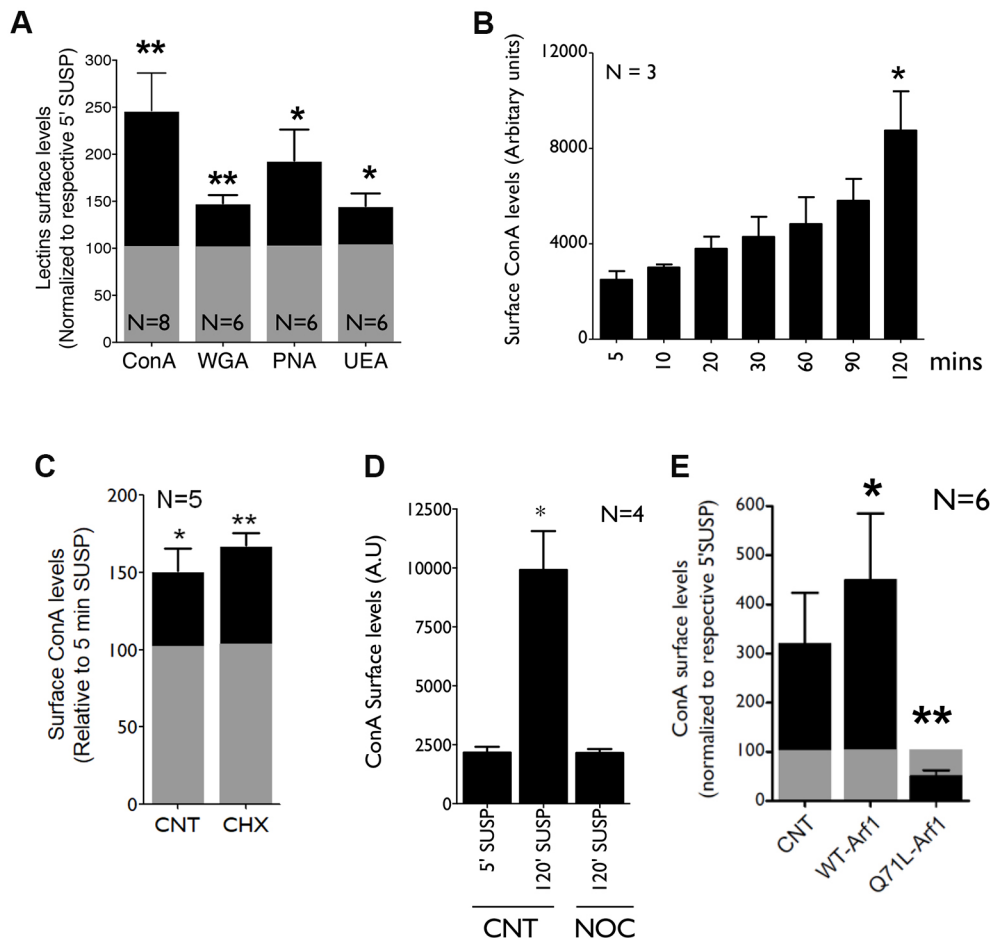 A
Lectins surface levels
(Normalized to respective 5' SUSP)
300
250
200
150
100
50
0
**
**
*
*
N=8
N=6
N=6
N=6
ConA
WGA
PNA
UEA
B
Surface ConA levels (Arbitary units)
12000
8000
4000
0
N = 3
*
5
10
20
30
60
90
120
mins
C
Surface ConA levels
(Relative to 5 min SUSP)
200
150
100
50
0
N=5
*
**
CNT
CHX
D
ConA Surface levels (A.U)
12500
10000
7500
5000
2500
0
*
N=4
5' SUSP
120' SUSP
120' SUSP
CNT
NOC
E
ConA surface levels
(normalized to respective 5'SUSP)
600
500
400
300
200
100
0
*
**
N=6
CNT
WT-Arf1
Q71L-Arf1